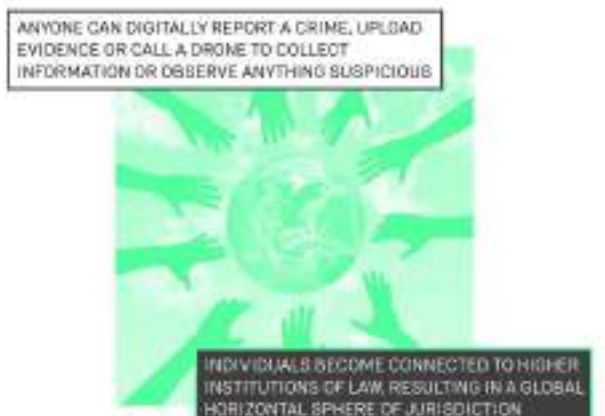 ANYONE CAN DIGITALLY REPORT A CRIME, UPLOAD
EVIDENCE OR CALL A DRONE TO COLLECT
INFORMATION OR OBSERVE ANYTHING SUSPICIOUS
INDIVIDUALS BECOME CONNECTED TO HIGHER
INSTITUTIONS OF LAW, RESULTING IN A GLOBAL
HORIZONTAL SPHERE OF JURISDICTION